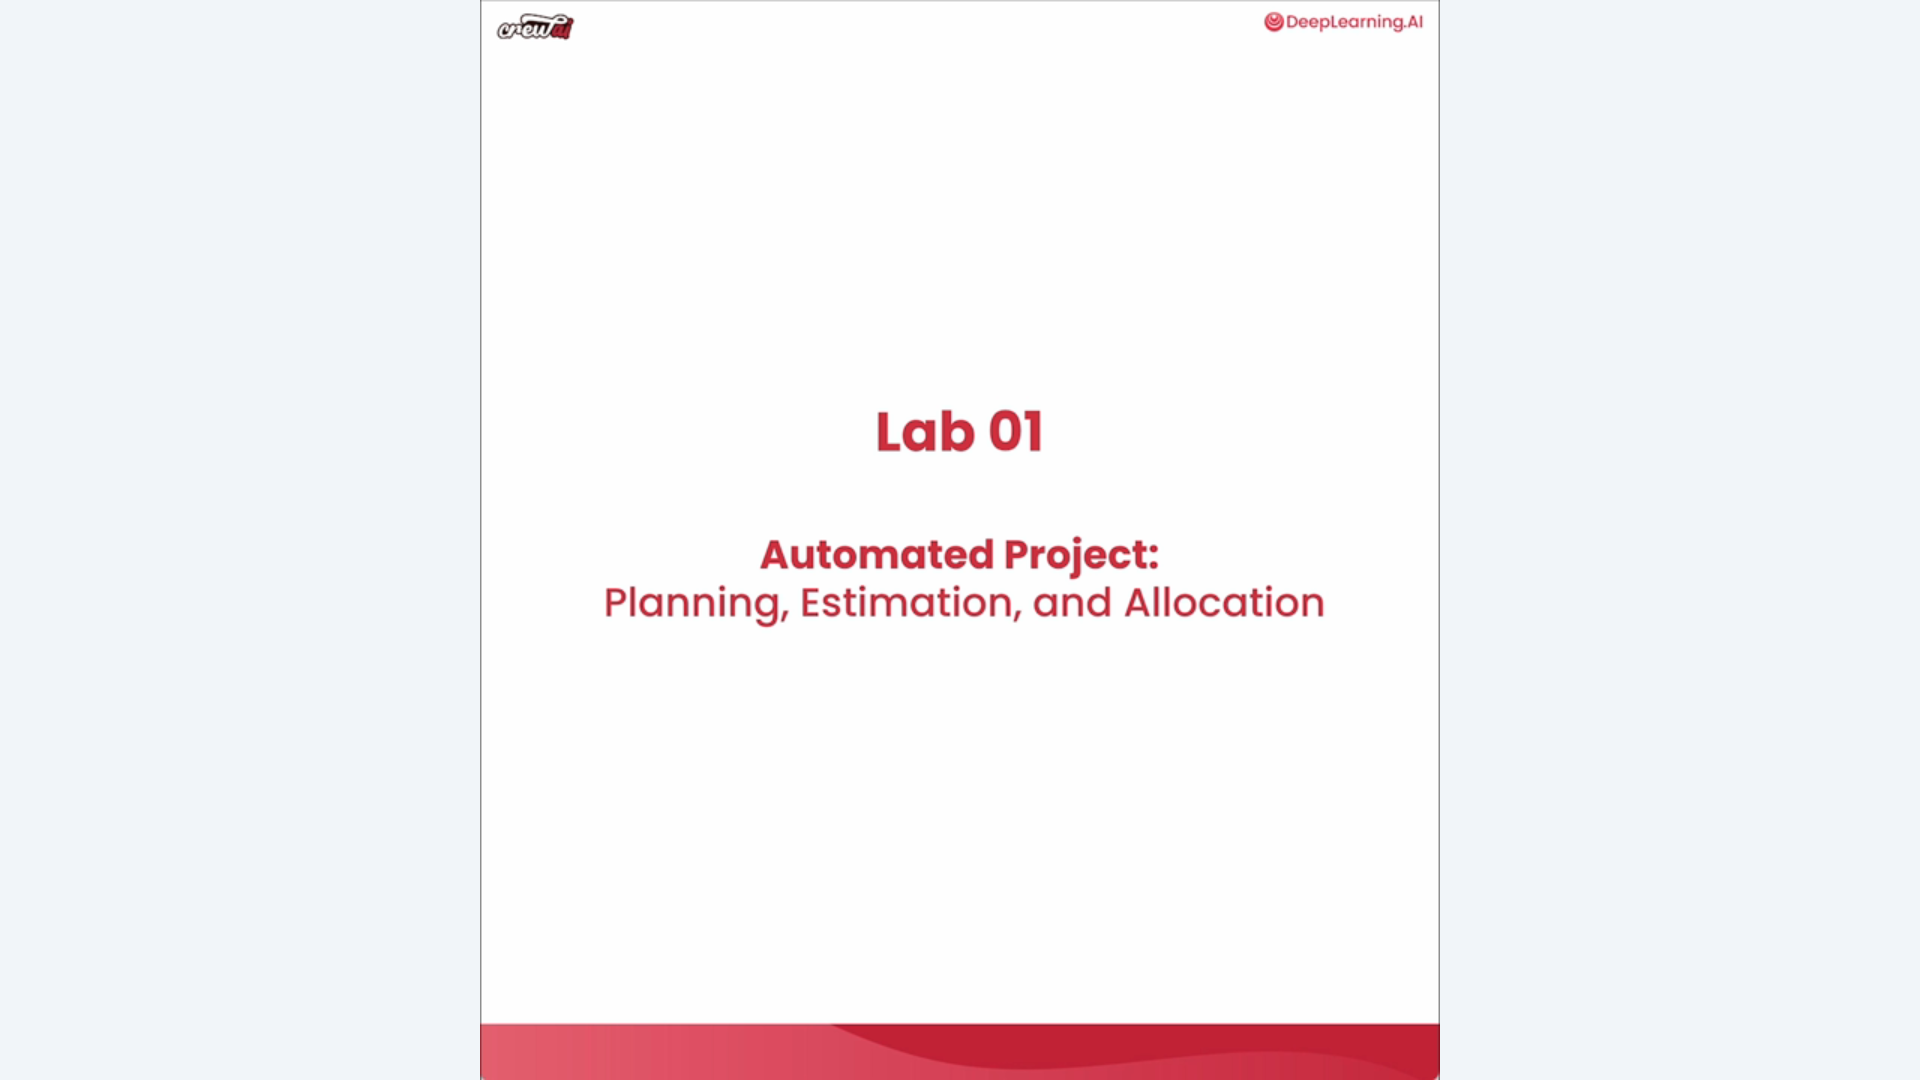 crewai
DeepLearning.AI
Lab 01
Automated Project:
Planning, Estimation, and Allocation